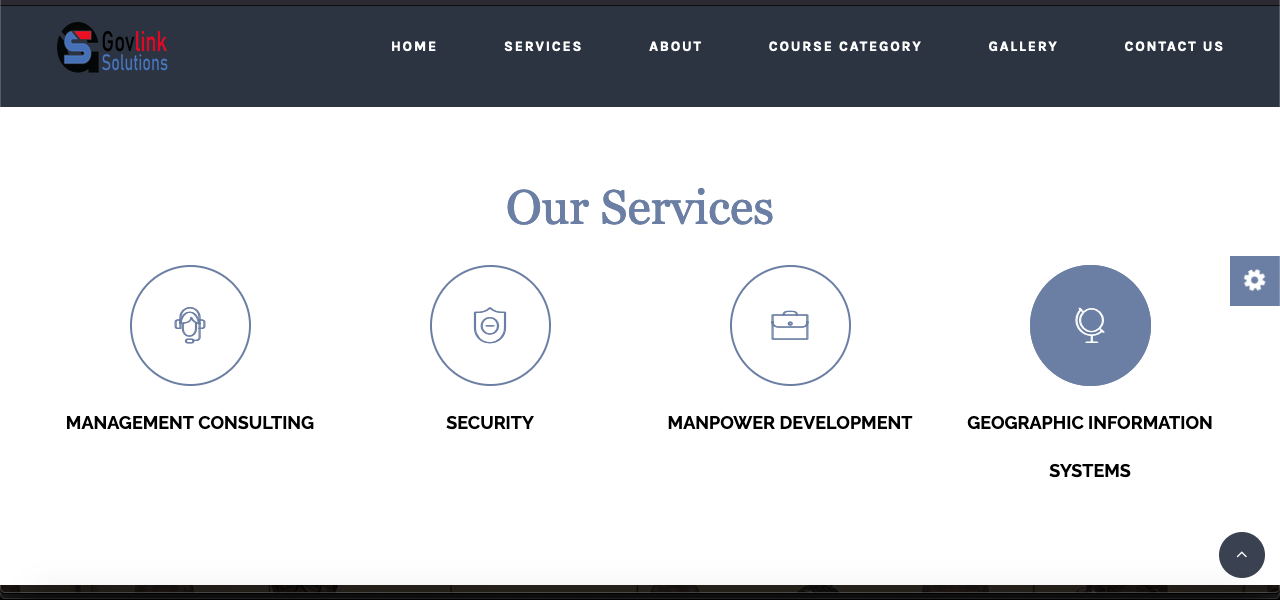 Govlink
Solutions
HOME SERVICES ABOUT COURSE CATEGORY GALLERY CONTACT US
Our Services
MANAGEMENT CONSULTING SECURITY MANPOWER DEVELOPMENT GEOGRAPHIC INFORMATION
SYSTEMS